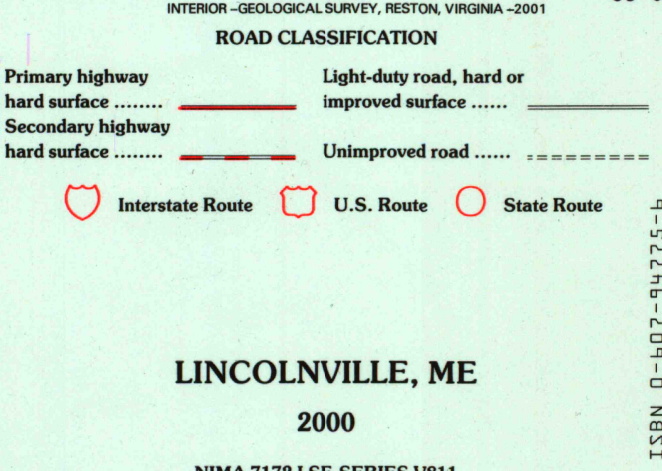 INTERIOR –GEOLOGICAL SURVEY, RESTON, VIRGINIA –2001
ROAD CLASSIFICATION
Primary highway
hard surface ........
Light-duty road, hard or
improved surface ......
Secondary highway
hard surface ........
Unimproved road ......
Interstate Route
U.S. Route
State Route
LINCOLNVILLE, ME
2000
ISBN 0-607-94775-6